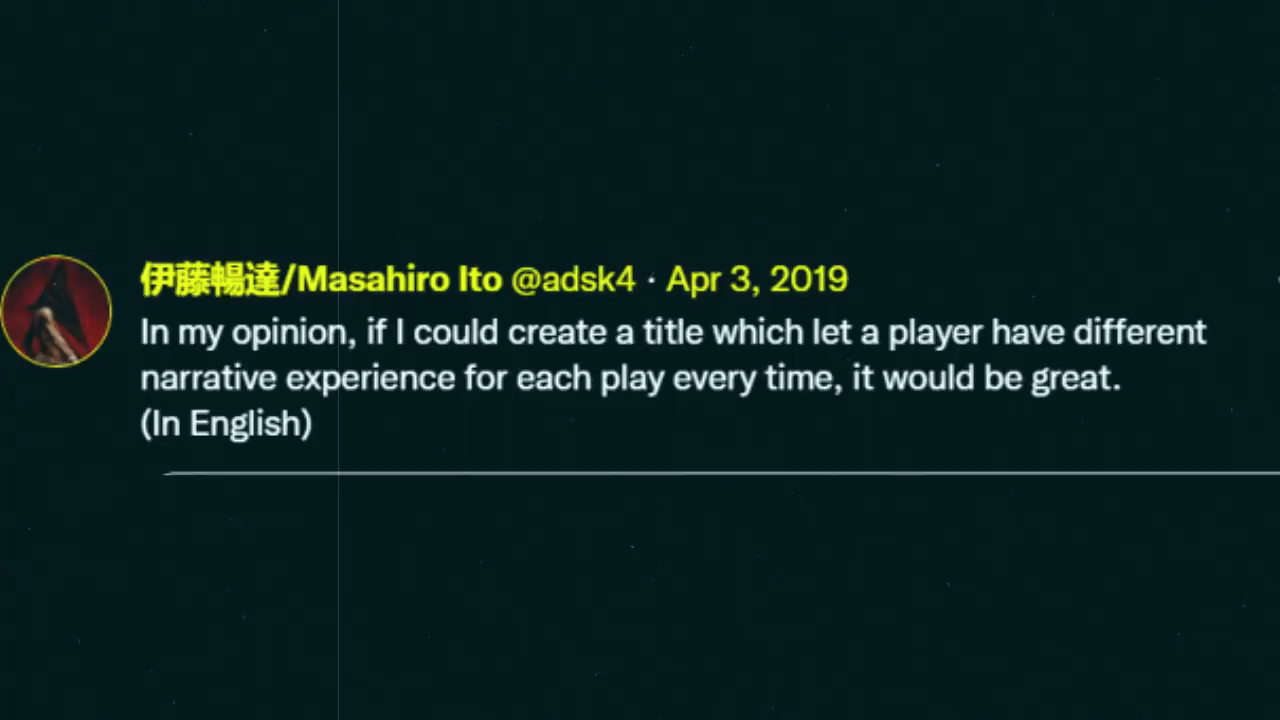 伊藤暢達/Masahiro Ito @adsk4 · Apr 3, 2019
In my opinion, if I could create a title which let a player have different
narrative experience for each play every time, it would be great.
(In English)